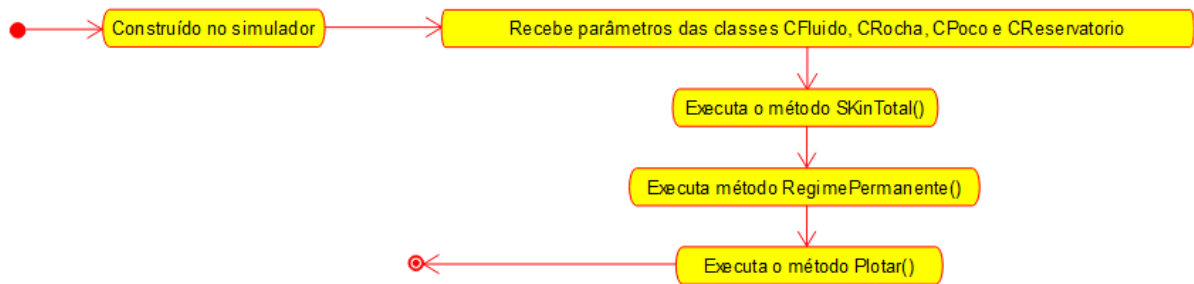 Construído no simulador
Recebe parâmetros das classes CFluido, CRocha, CPoco e CReservatorio
Executa o método SKinTotal()
Executa método RegimePermanente()
Executa o método Plotar()